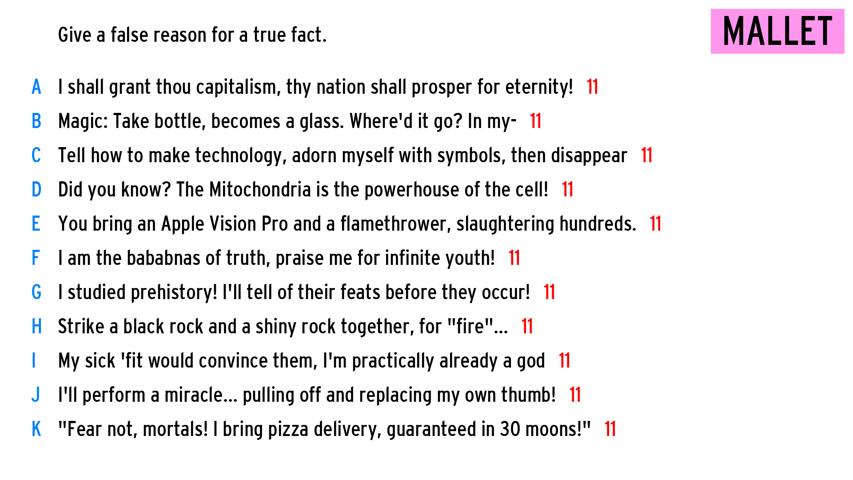 Give a false reason for a true fact.
MALLET
A I shall grant thou capitalism, thy nation shall prosper for eternity! 11
B Magic: Take bottle, becomes a glass. Where'd it go? In my- 11
C Tell how to make technology, adorn myself with symbols, then disappear 11
D Did you know? The Mitochondria is the powerhouse of the cell! 11
E You bring an Apple Vision Pro and a flamethrower, slaughtering hundreds. 11
F I am the bababnas of truth, praise me for infinite youth! 11
G I studied prehistory! I'll tell of their feats before they occur! 11
H Strike a black rock and a shiny rock together, for "fire"... 11
I My sick 'fit would convince them, I'm practically already a god 11
J I'll perform a miracle... pulling off and replacing my own thumb! 11
K "Fear not, mortals! I bring pizza delivery, guaranteed in 30 moons!" 11